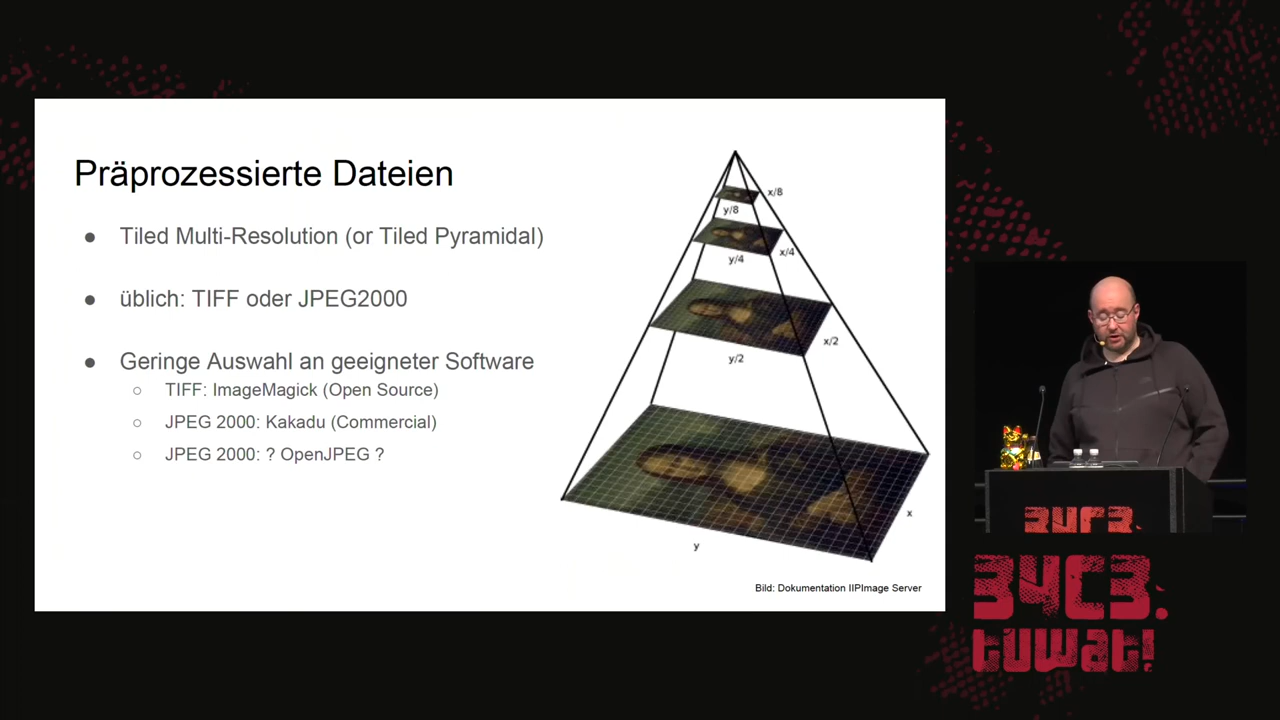 Präprozessierte Dateien
● Tiled Multi-Resolution (or Tiled Pyramidal)
● üblich: TIFF oder JPEG2000
● Geringe Auswahl an geeigneter Software
○ TIFF: ImageMagick (Open Source)
○ JPEG 2000: Kakadu (Commercial)
○ JPEG 2000: ? OpenJPEG ?
x/8
y/8
x/4
y/4
x/2
y/2
x
y
Bild: Dokumentation IIPImage Server
34C3
34C3.
tuwat!